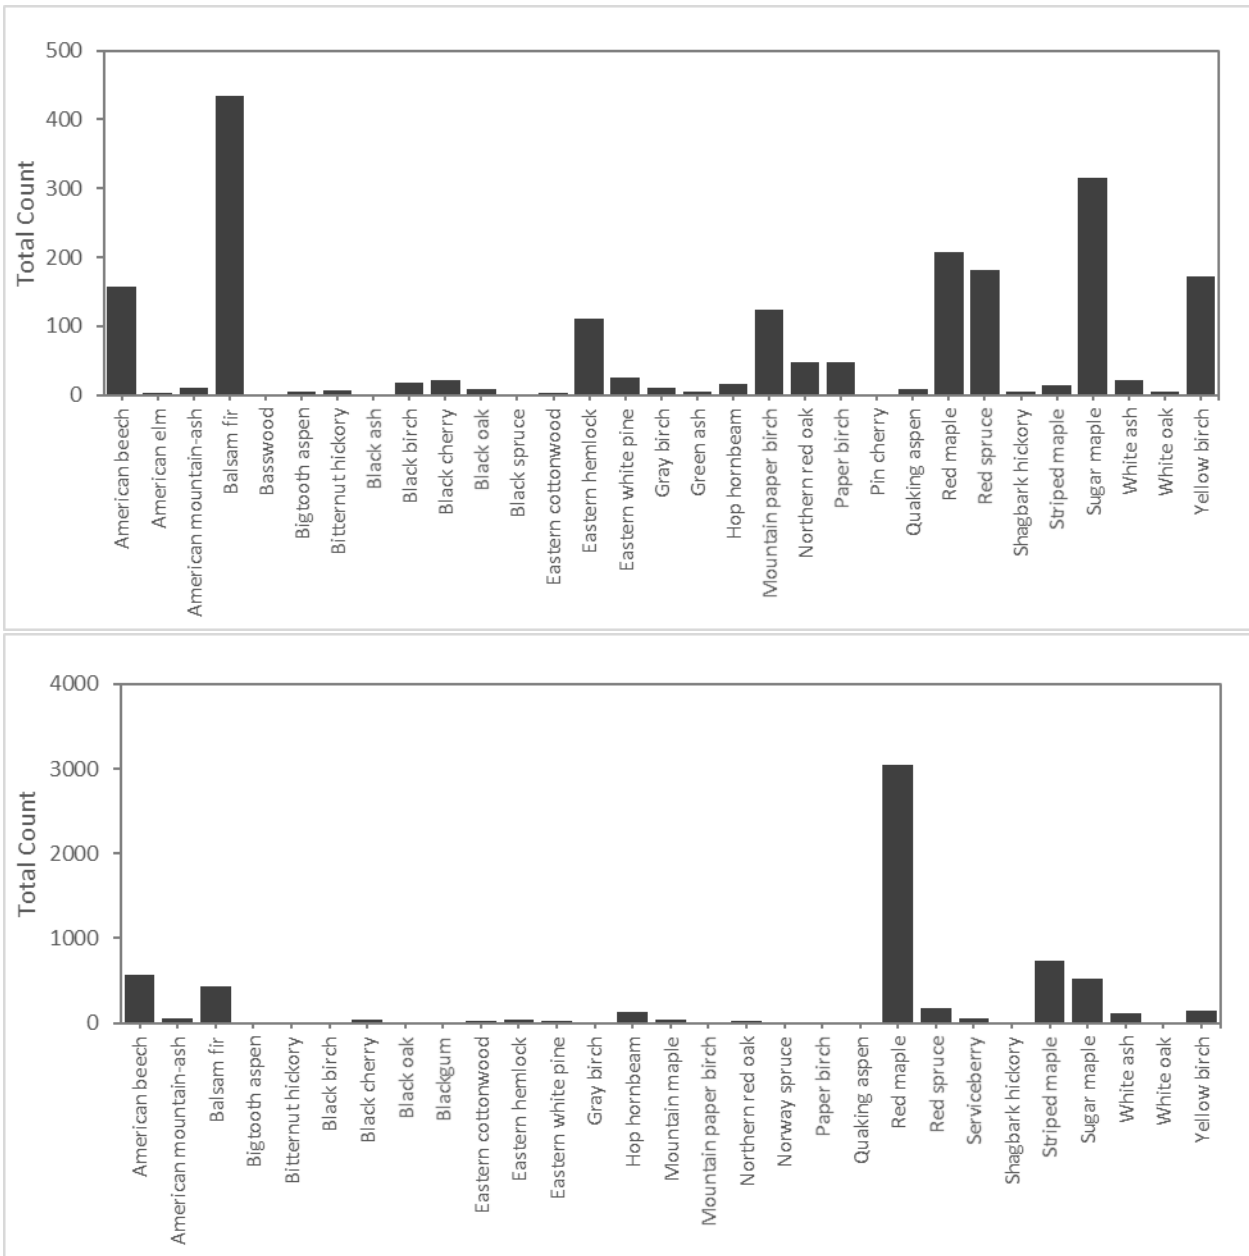 500
400
300
200
100
0
Total Count
American beech
American elm
American mountain-ash
Balsam fir
Basswood
Bigtooth aspen
Bitternut hickory
Black ash
Black birch
Black cherry
Black oak
Black spruce
Eastern cottonwood
Eastern hemlock
Eastern white pine
Gray birch
Green ash
Hop hornbeam
Mountain paper birch
Northern red oak
Paper birch
Pin cherry
Quaking aspen
Red maple
Red spruce
Shagbark hickory
Striped maple
Sugar maple
White ash
White oak
Yellow birch
4000
3000
2000
1000
0
Total Count
American beech
American mountain-ash
Balsam fir
Bigtooth aspen
Bitternut hickory
Black birch
Black cherry
Black oak
Blackgum
Eastern cottonwood
Eastern hemlock
Eastern white pine
Gray birch
Hop hornbeam
Mountain maple
Mountain paper birch
Northern red oak
Norway spruce
Paper birch
Quaking aspen
Red maple
Red spruce
Serviceberry
Shagbark hickory
Striped maple
Sugar maple
White ash
White oak
Yellow birch